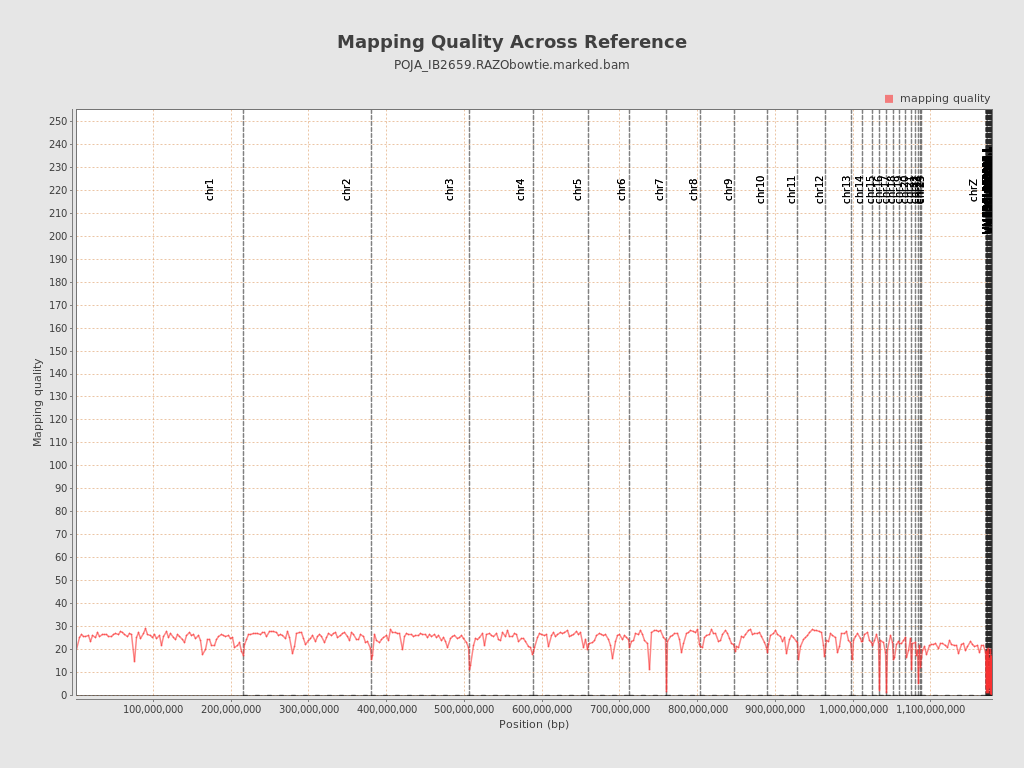 Mapping Quality Across Reference
POJA_IB2659.RAZObowtie.marked.bam
mapping quality
250
240
230
220
210
200
190
180
170
160
150
140
130
120
110
100
90
80
70
60
50
40
30
20
10
0
Mapping quality
chr1
chr2
chr3
chr4
chr5
chr6
chr7
chr8
chr9
chr10
chr11
chr12
chr13
chr14
chr15
chrZ
100,000,000
200,000,000
300,000,000
400,000,000
500,000,000
600,000,000
700,000,000
800,000,000
900,000,000
1,000,000,000
1,100,000,000
Position (bp)